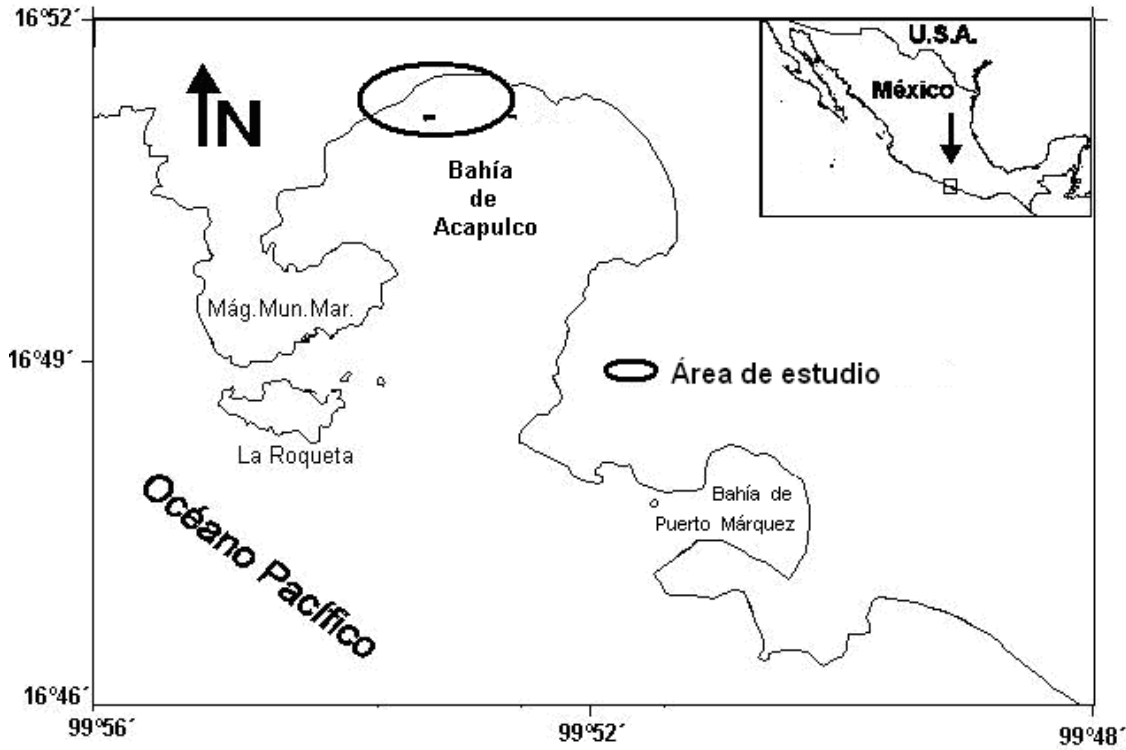 16°52´
U.S.A.
México
N
Bahía
de
Acapulco
Mág.Mun.Mar.
16°49´
Área de estudio
La Roqueta
Océano Pacífico
Bahía de
Puerto Márquez
16°46´
99°56´
99°52´
99°48´